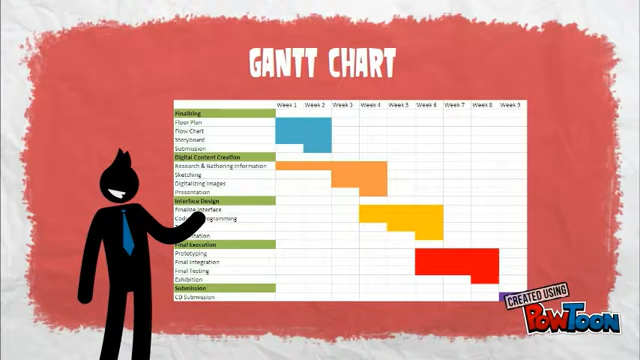 GANTT CHART
Week 1 Week 2 Week 3 Week 4 Week 5 Week 6 Week 7 Week 8 Week 9
Finalizing
Floor Plan
Flow Chart
Storyboard
Submission
Digital Content Creation
Research & Gathering Information
Sketching
Digitalizing Images
Presentation
Interface Design
Finalize Interface
Final Execution
Prototyping
Final Integration
Final Testing
Exhibition
Submission
CD Submission
CREATED USING
POWTOON